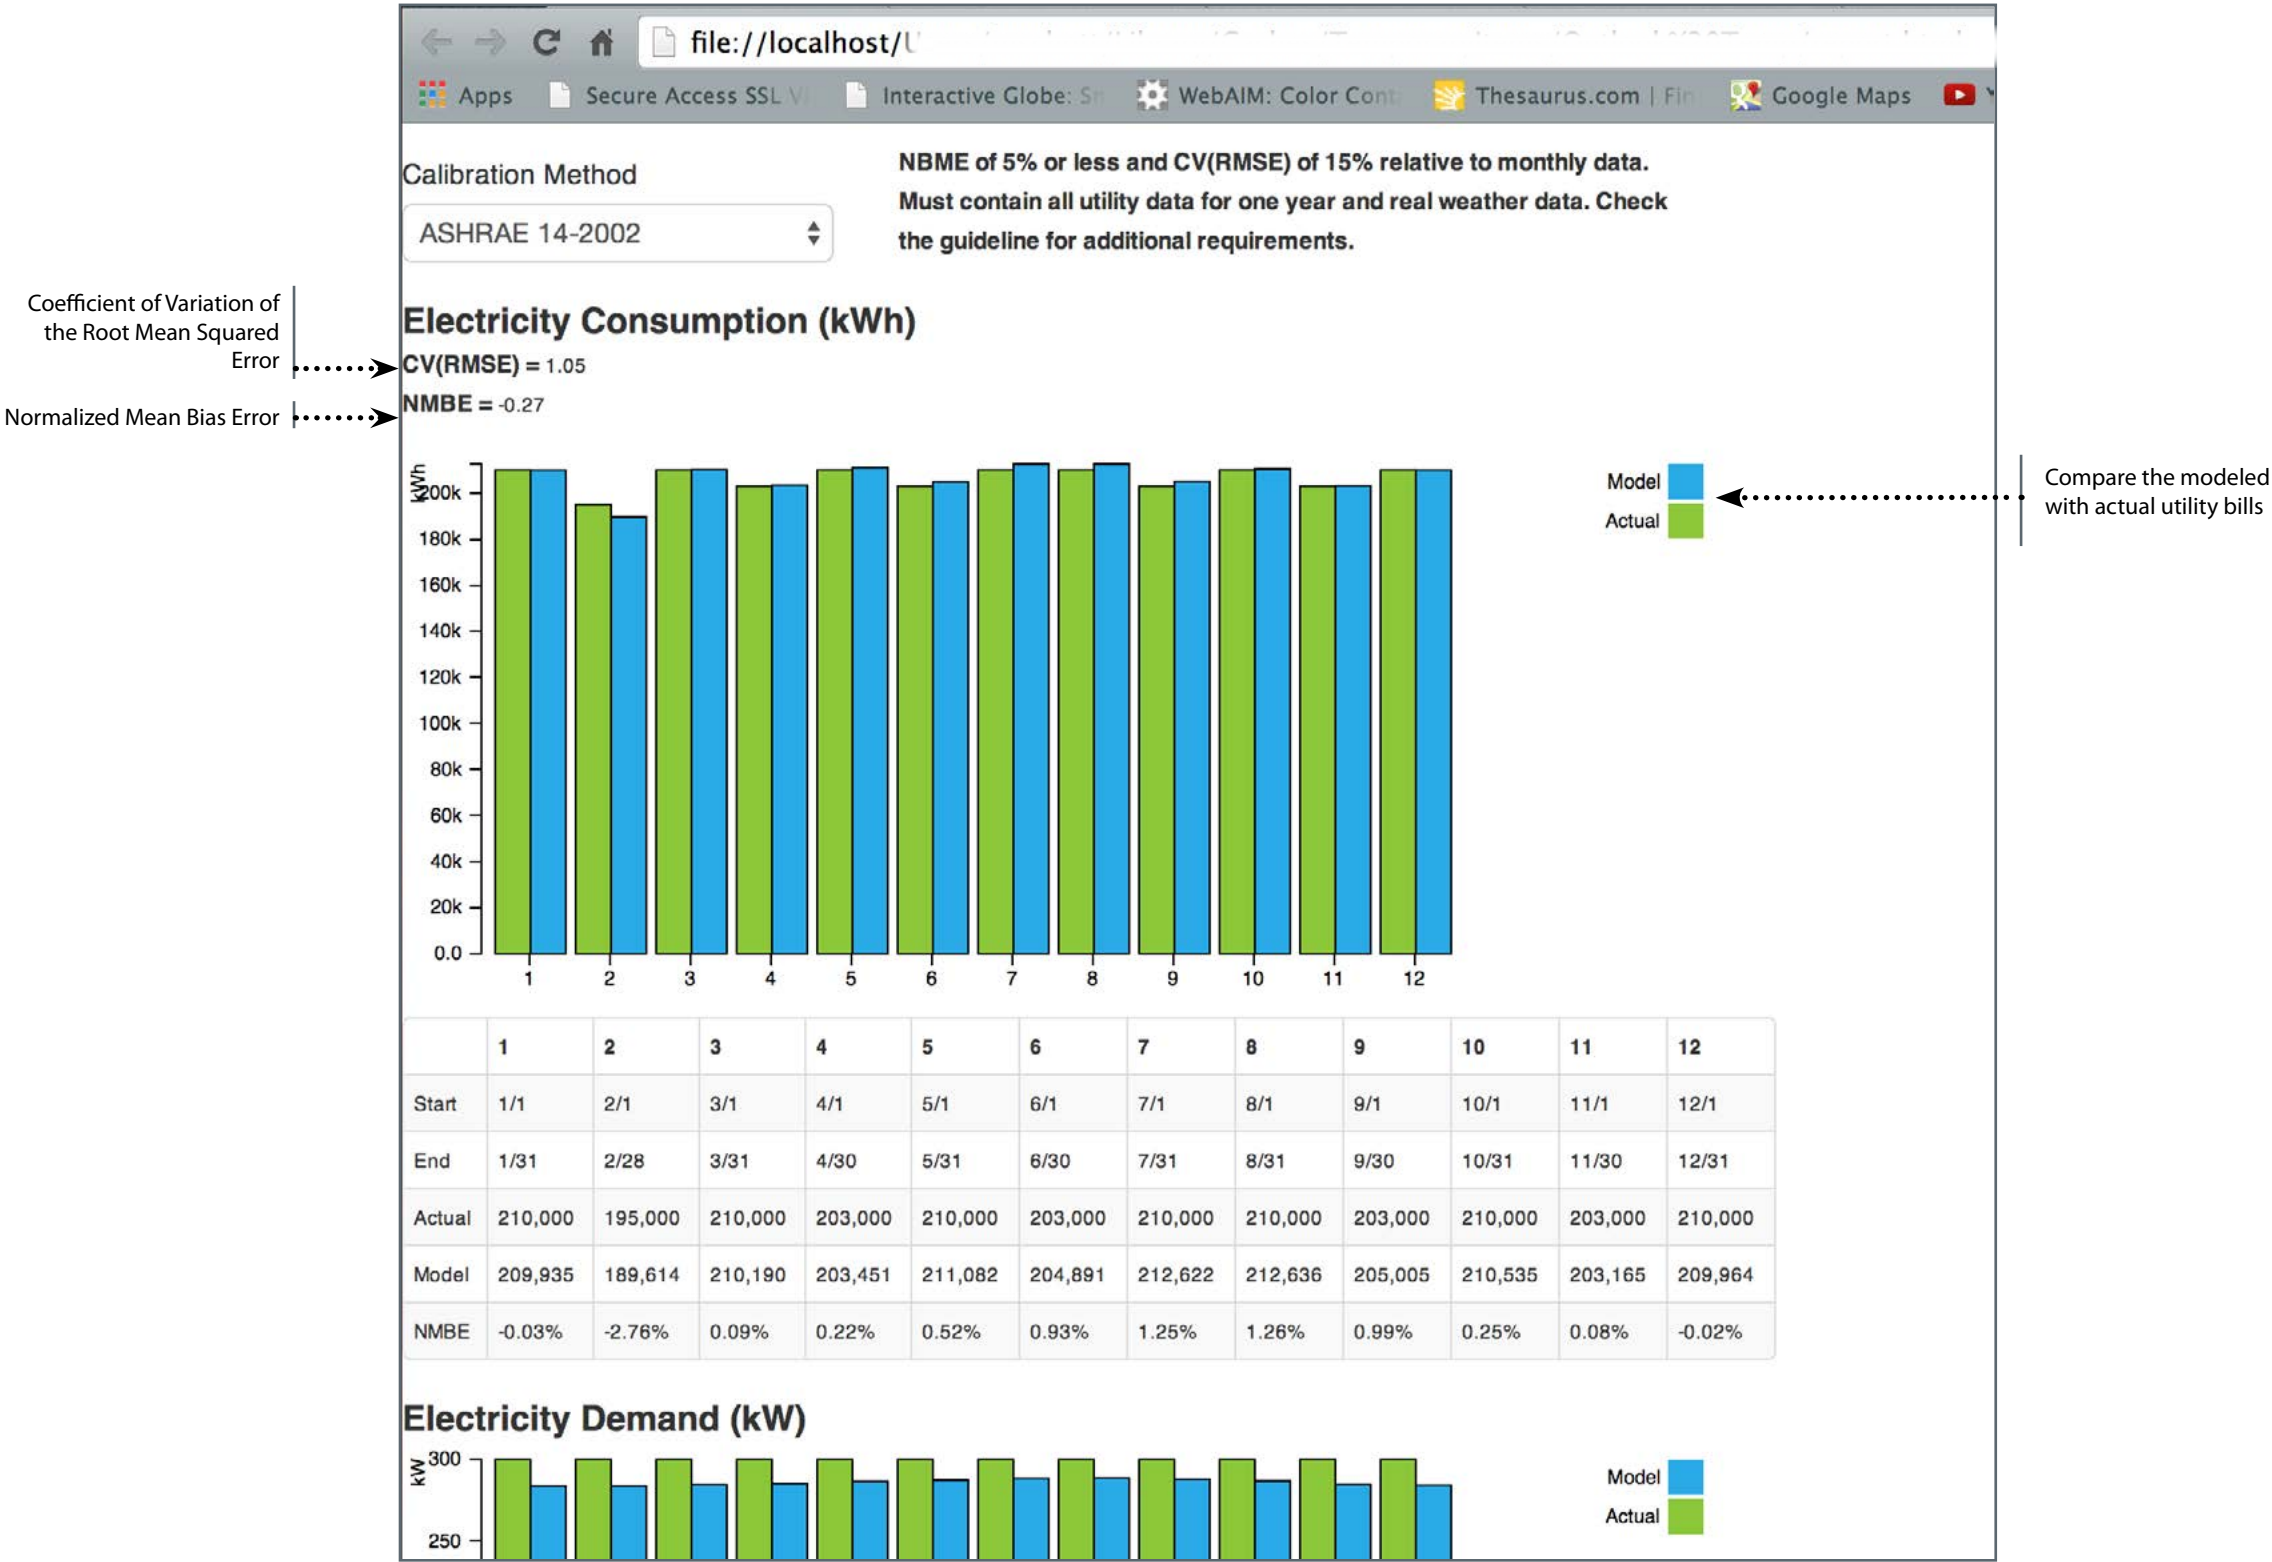 file://localhost/
Apps Secure Access SSL Interactive Globe: WebAIM: Color Thesaurus.com | Google Maps
Calibration Method
ASHRAE 14-2002
NBME of 5% or less and CV(RMSE) of 15% relative to monthly data.
Must contain all utility data for one year and real weather data. Check
the guideline for additional requirements.
Coefficient of Variation of
the Root Mean Squared
Error
Normalized Mean Bias Error
Electricity Consumption (kWh)
CV(RMSE) = 1.05
NMBE = -0.27
kWh
200k
180k
160k
140k
120k
100k
80k
60k
40k
20k
0.0
1 2 3 4 5 6 7 8 9 10 11 12
Model
Actual
Compare the modeled
with actual utility bills
1 2 3 4 5 6 7 8 9 10 11 12
Start 1/1 2/1 3/1 4/1 5/1 6/1 7/1 8/1 9/1 10/1 11/1 12/1
End 1/31 2/28 3/31 4/30 5/31 6/30 7/31 8/31 9/30 10/31 11/30 12/31
Actual 210,000 195,000 210,000 203,000 210,000 203,000 210,000 210,000 203,000 210,000 203,000 210,000
Model 209,935 189,614 210,190 203,451 211,082 204,891 212,622 212,636 205,005 210,535 203,165 209,964
NMBE -0.03% -2.76% 0.09% 0.22% 0.52% 0.93% 1.25% 1.26% 0.99% 0.25% 0.08% -0.02%
Electricity Demand (kW)
kW
300
250
Model
Actual